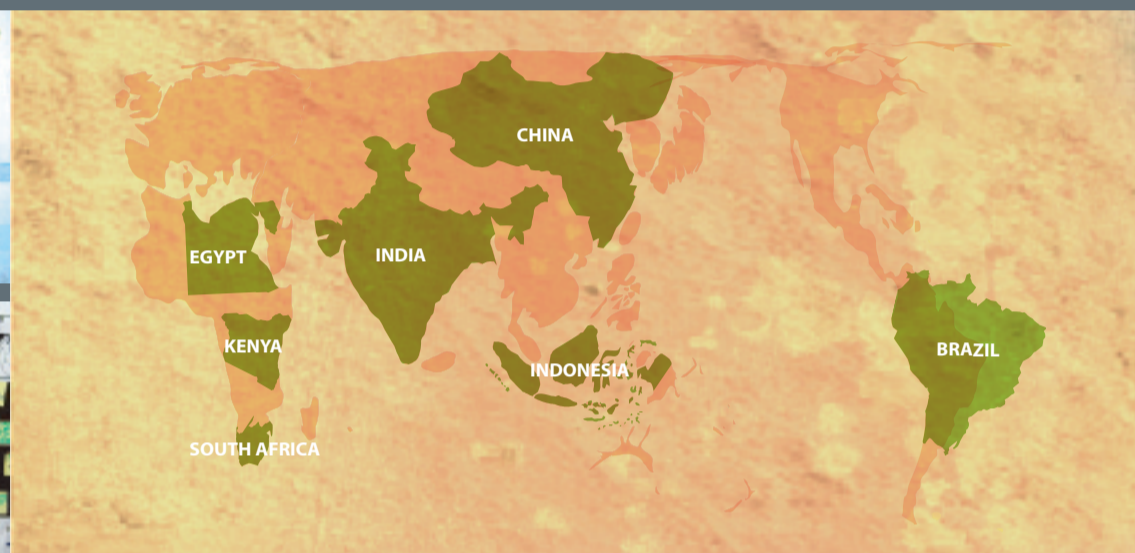 CHINA
EGYPT
INDIA
KENYA
BRAZIL
INDONESIA
SOUTH AFRICA